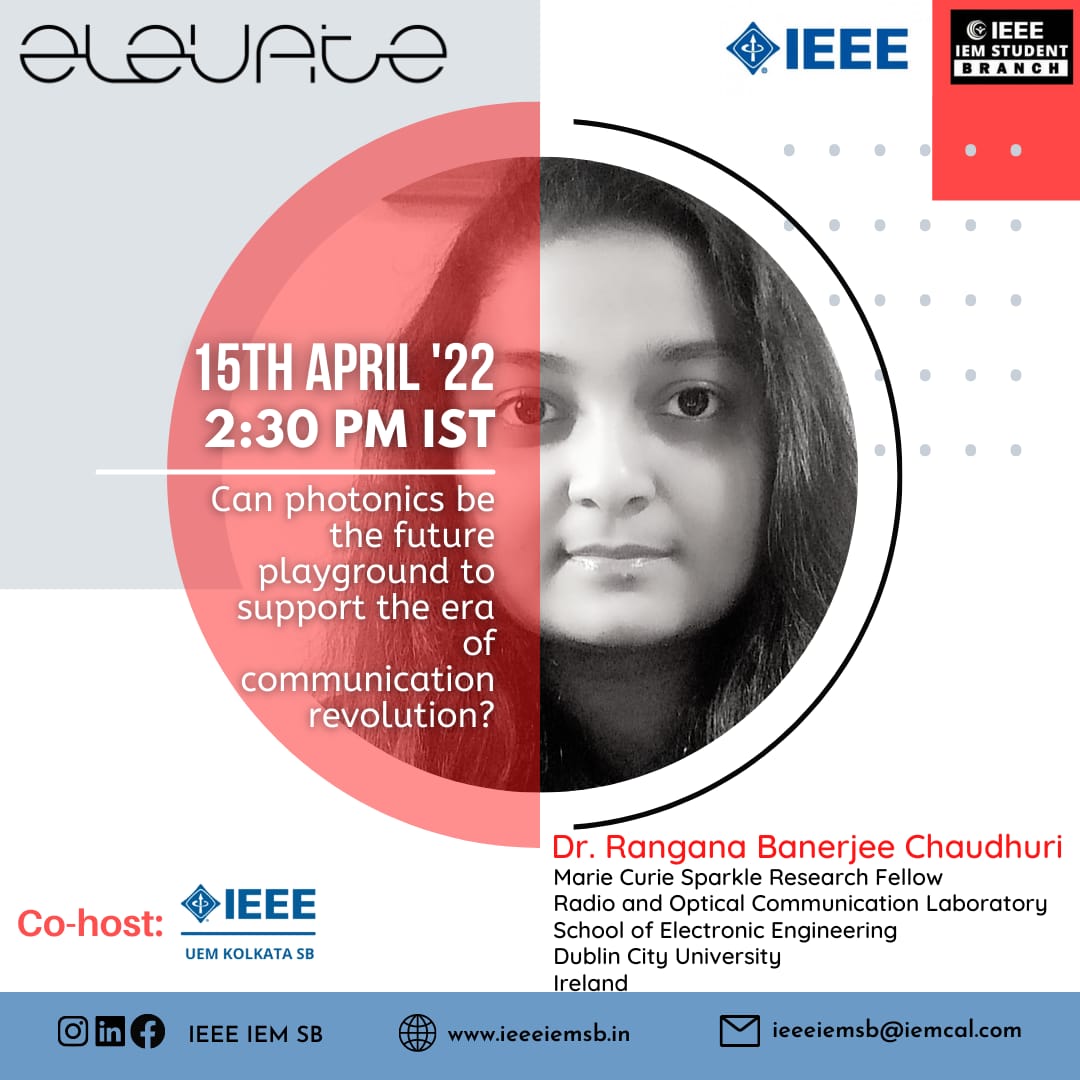 eLeVAte
IEEE
IEEE
IEM STUDENT
BRANCH
15TH APRIL '22
2:30 PM IST
Can photonics be
the future
playground to
support the era
of
communication
revolution?
Dr. Rangana Banerjee Chaudhuri
Marie Curie Sparkle Research Fellow
Radio and Optical Communication Laboratory
School of Electronic Engineering
Dublin City University
Ireland
Co-host:
IEEE
UEM KOLKATA SB
IEEE IEM SB
www.ieeeiemsb.in
ieeeiemsb@iemcal.com